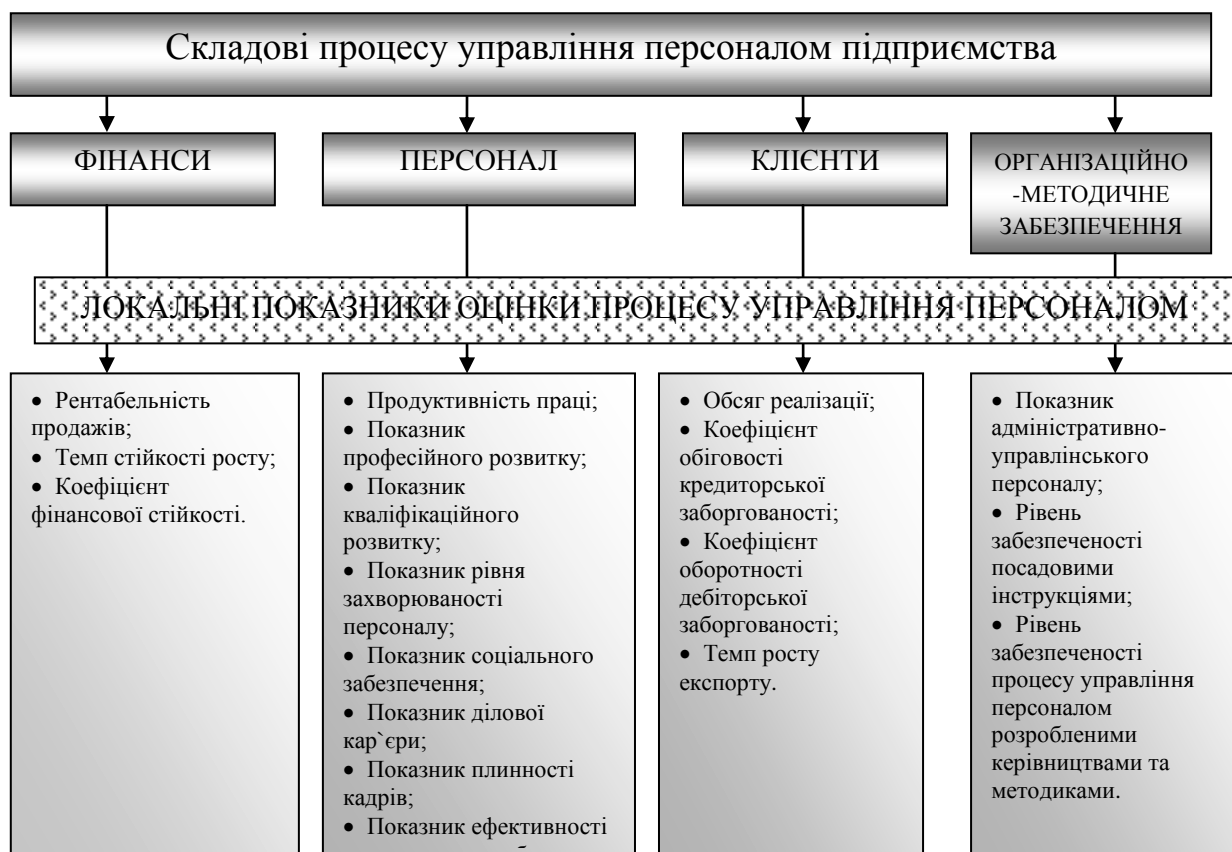 Складові процесу управління персоналом підприємства
ФІНАНСИ
ПЕРСОНАЛ
КЛІЄНТИ
ОРГАНІЗАЦІЙНО
-МЕТОДИЧНЕ
ЗАБЕЗПЕЧЕННЯ
ЛОКАЛЬНІ ПОКАЗНИКИ ОЦІНКИ ПРОЦЕСУ УПРАВЛІННЯ ПЕРСОНАЛОМ
• Рентабельність
продажів;
• Темп стійкості росту;
• Коефіцієнт
фінансової стійкості.
• Продуктивність праці;
• Показник
професійного розвитку;
• Показник
кваліфікаційного
розвитку;
• Показник рівня
захворюваності
персоналу;
• Показник соціального
забезпечення;
• Показник ділової
кар`єри;
• Показник плинності
кадрів;
• Показник ефективності
• Обсяг реалізації;
• Коефіцієнт
обіговості
кредиторської
заборгованості;
• Коефіцієнт
оборотності
дебіторської
заборгованості;
• Темп росту
експорту.
• Показник
адміністративно-
управлінського
персоналу;
• Рівень
забезпеченості
посадовими
інструкціями;
• Рівень
забезпеченості
процесу управління
персоналом
розробленими
керівництвами та
методиками.